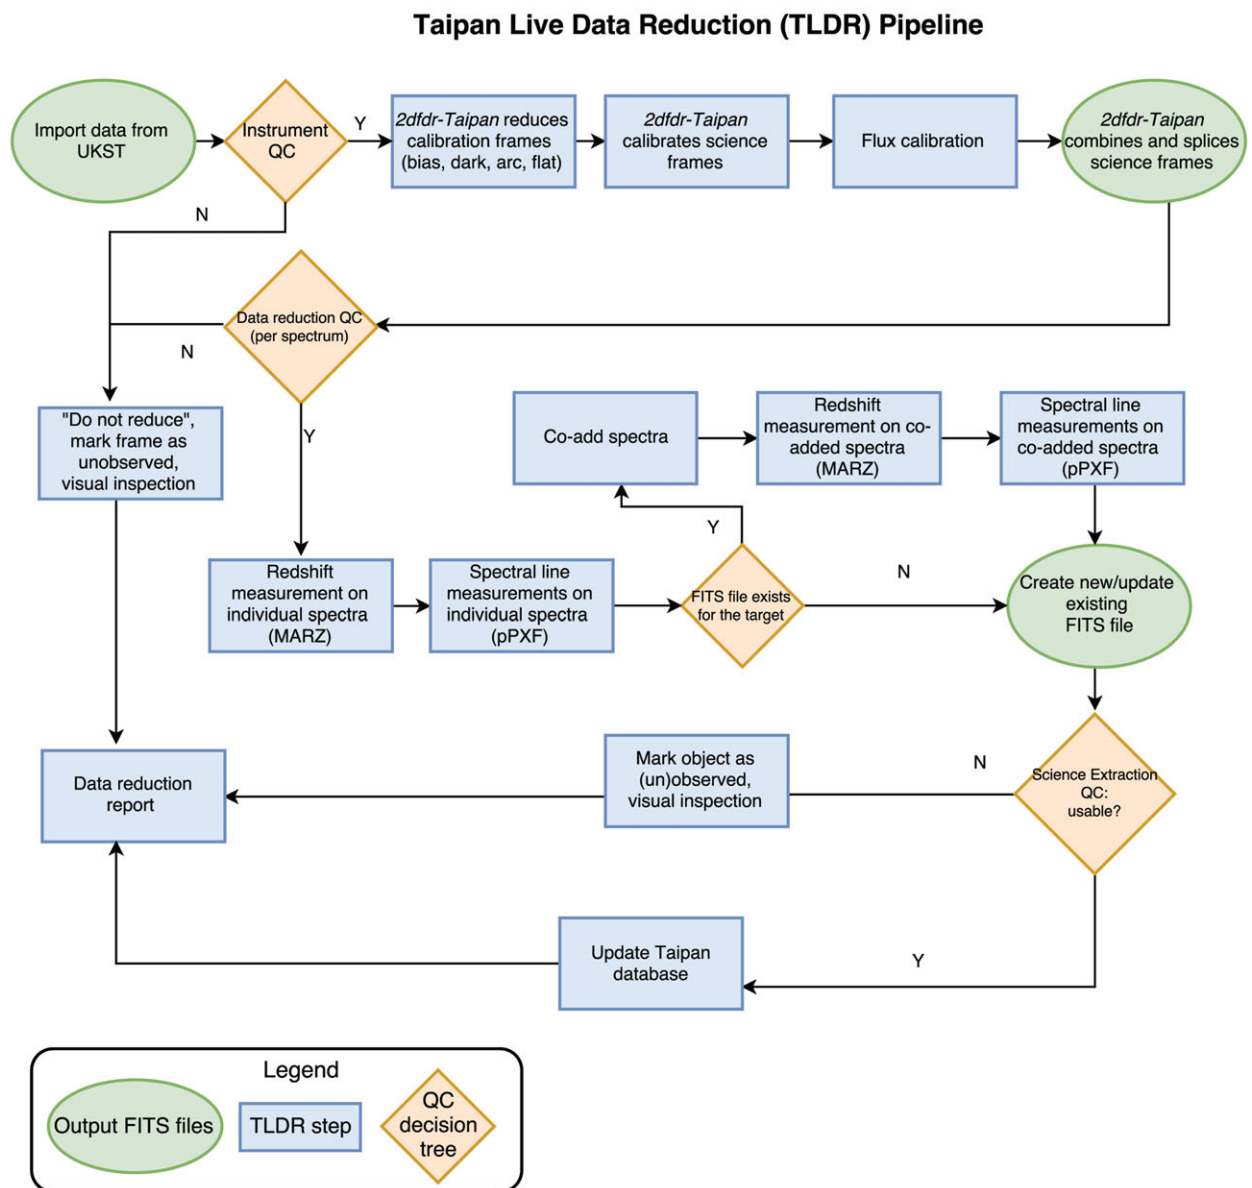 Taipan Live Data Reduction (TLDR) Pipeline
Import data from
UKST
Instrument
QC
Y
2dfdr-Taipan reduces
calibration frames
(bias, dark, arc, flat)
2dfdr-Taipan
calibrates science
frames
Flux calibration
2dfdr-Taipan
combines and splices
science frames
N
Data reduction QC
(per spectrum)
N
Y
"Do not reduce",
mark frame as
unobserved,
visual inspection
Co-add spectra
Redshift
measurement on co-
added spectra
(MARZ)
Spectral line
measurements on
co-added spectra
(pPXF)
Y
Redshift
measurement on
individual spectra
(MARZ)
Spectral line
measurements on
individual spectra
(pPXF)
FITS file exists
for the target
N
Create new/update
existing
FITS file
Data reduction
report
Mark object as
(un)observed,
visual inspection
N
Science Extraction
QC:
usable?
Update Taipan
database
Y
Legend
Output FITS files
TLDR step
QC
decision
tree